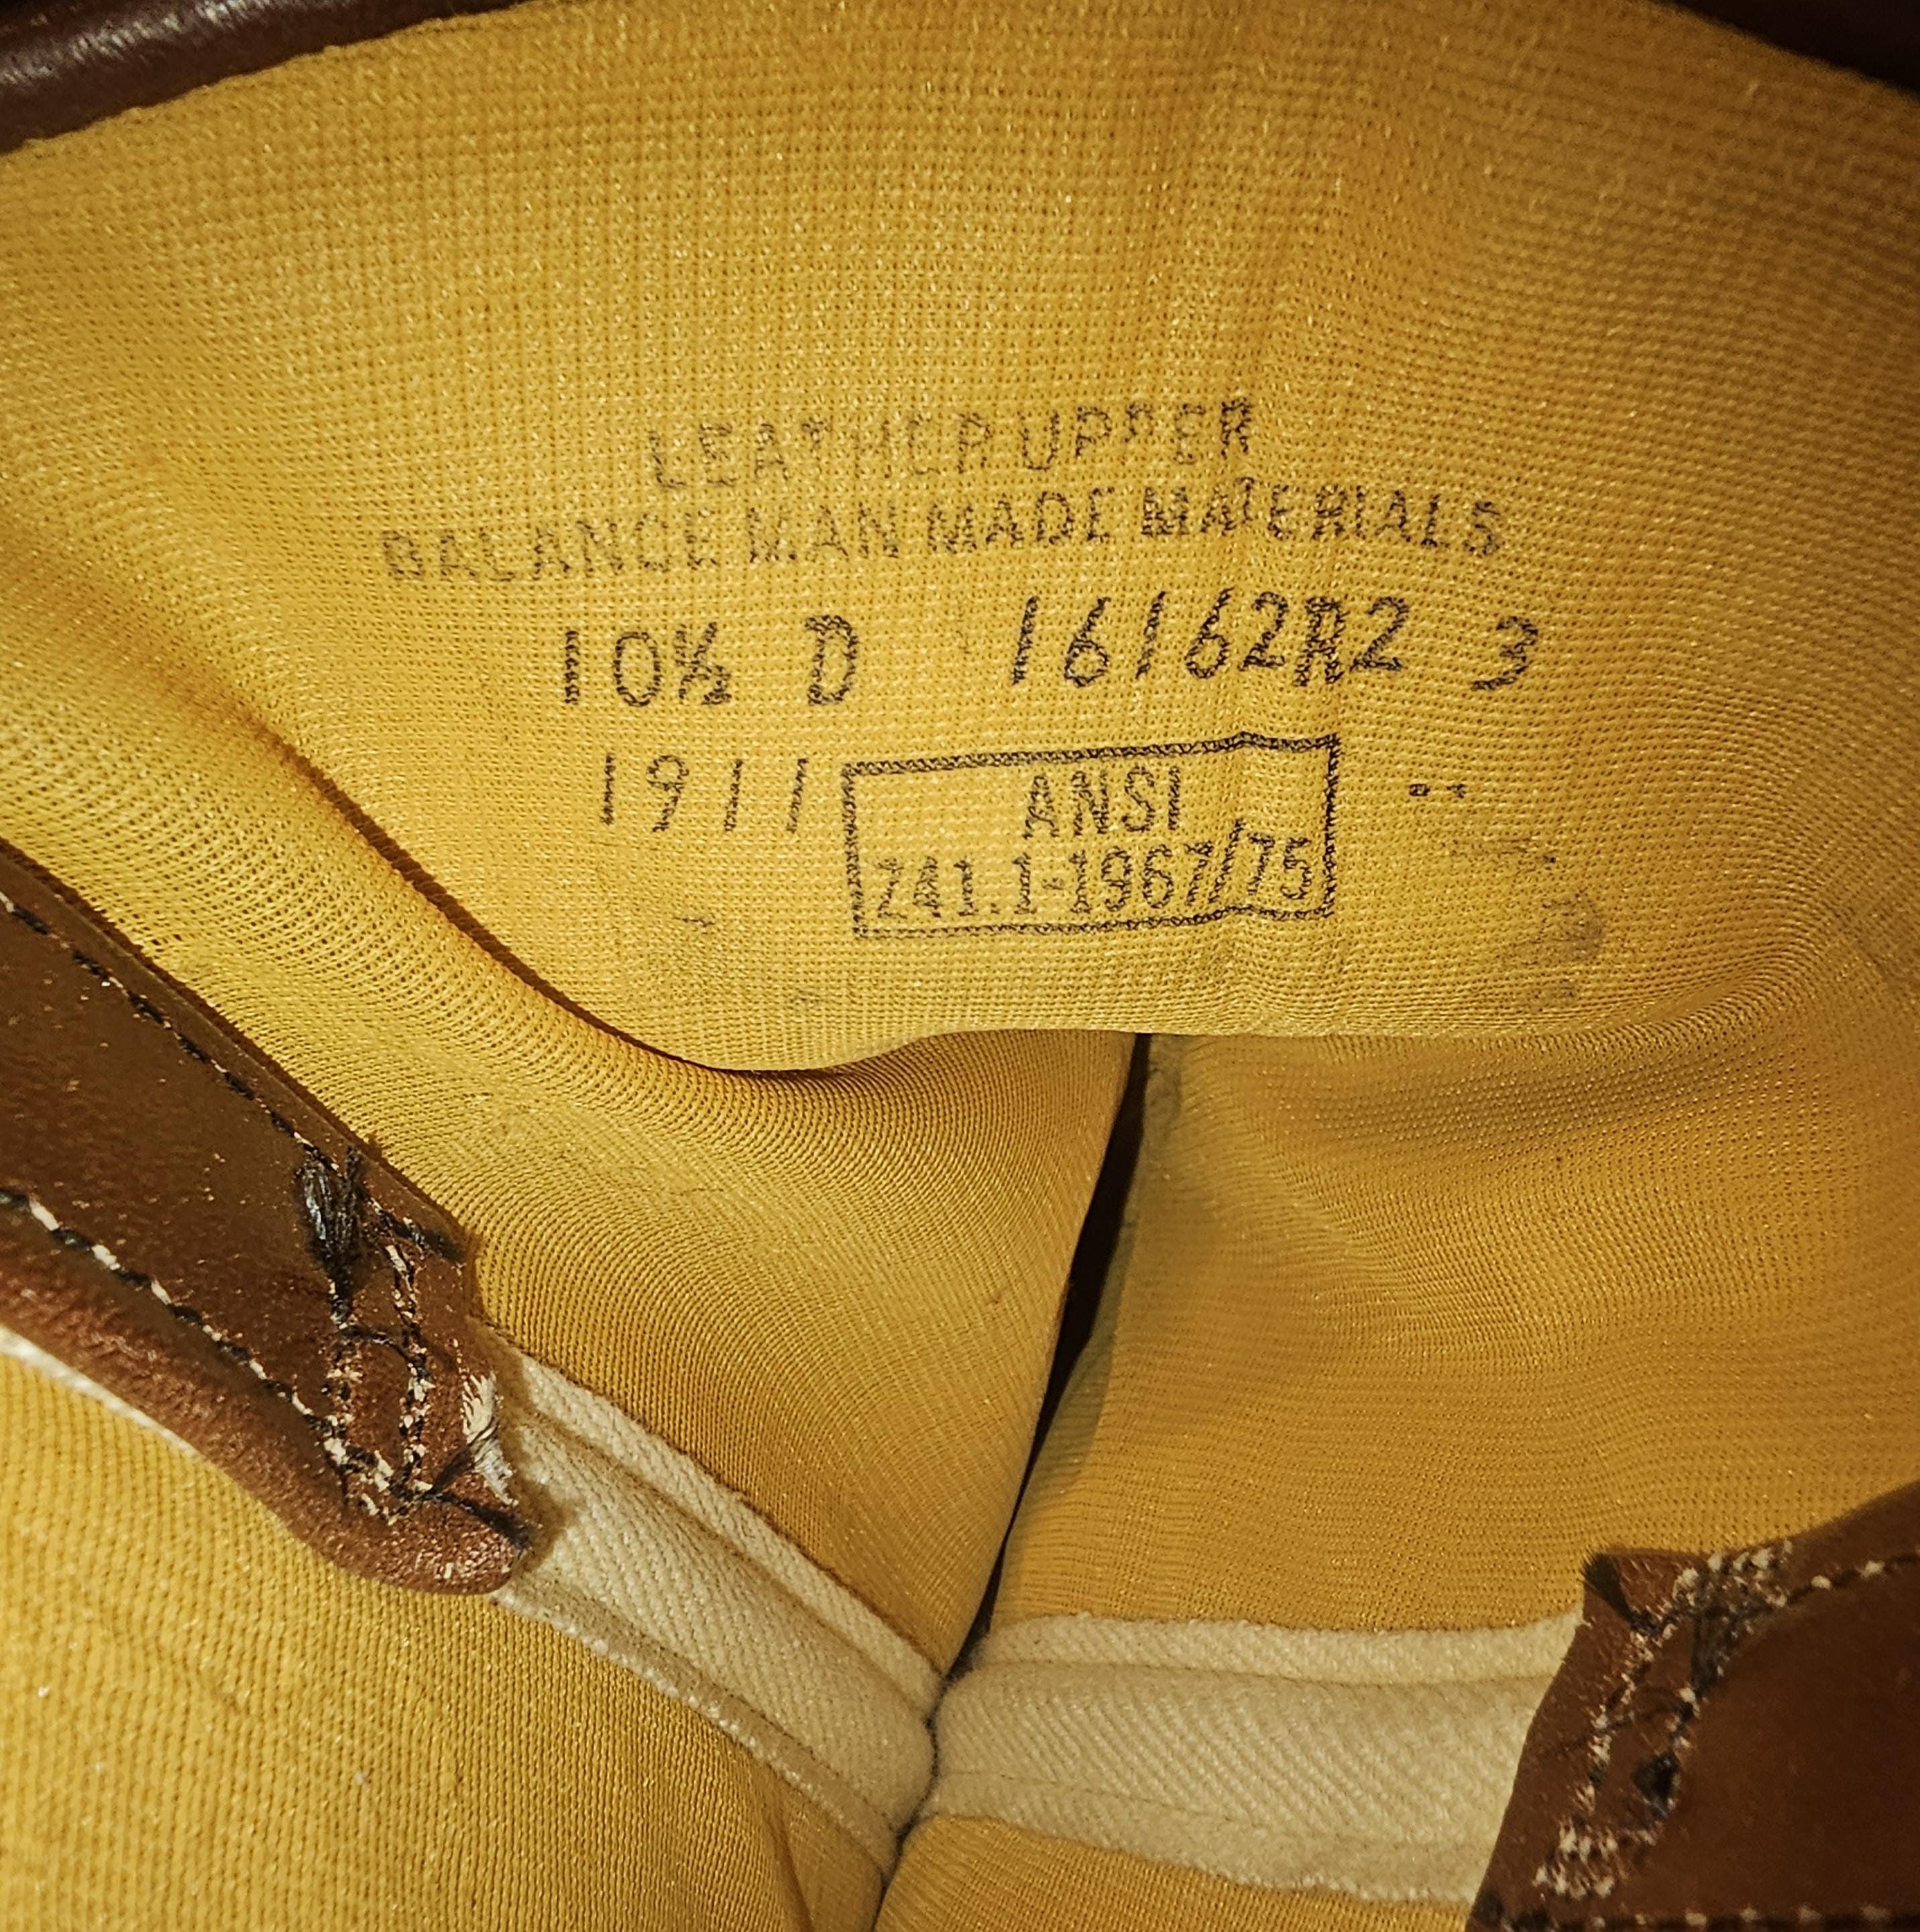 LEATHER UPPER
BALANCE MAN MADE MATERIALS
10½ D 16162R2 3
1911
ANSI
Z41.1-1967/75